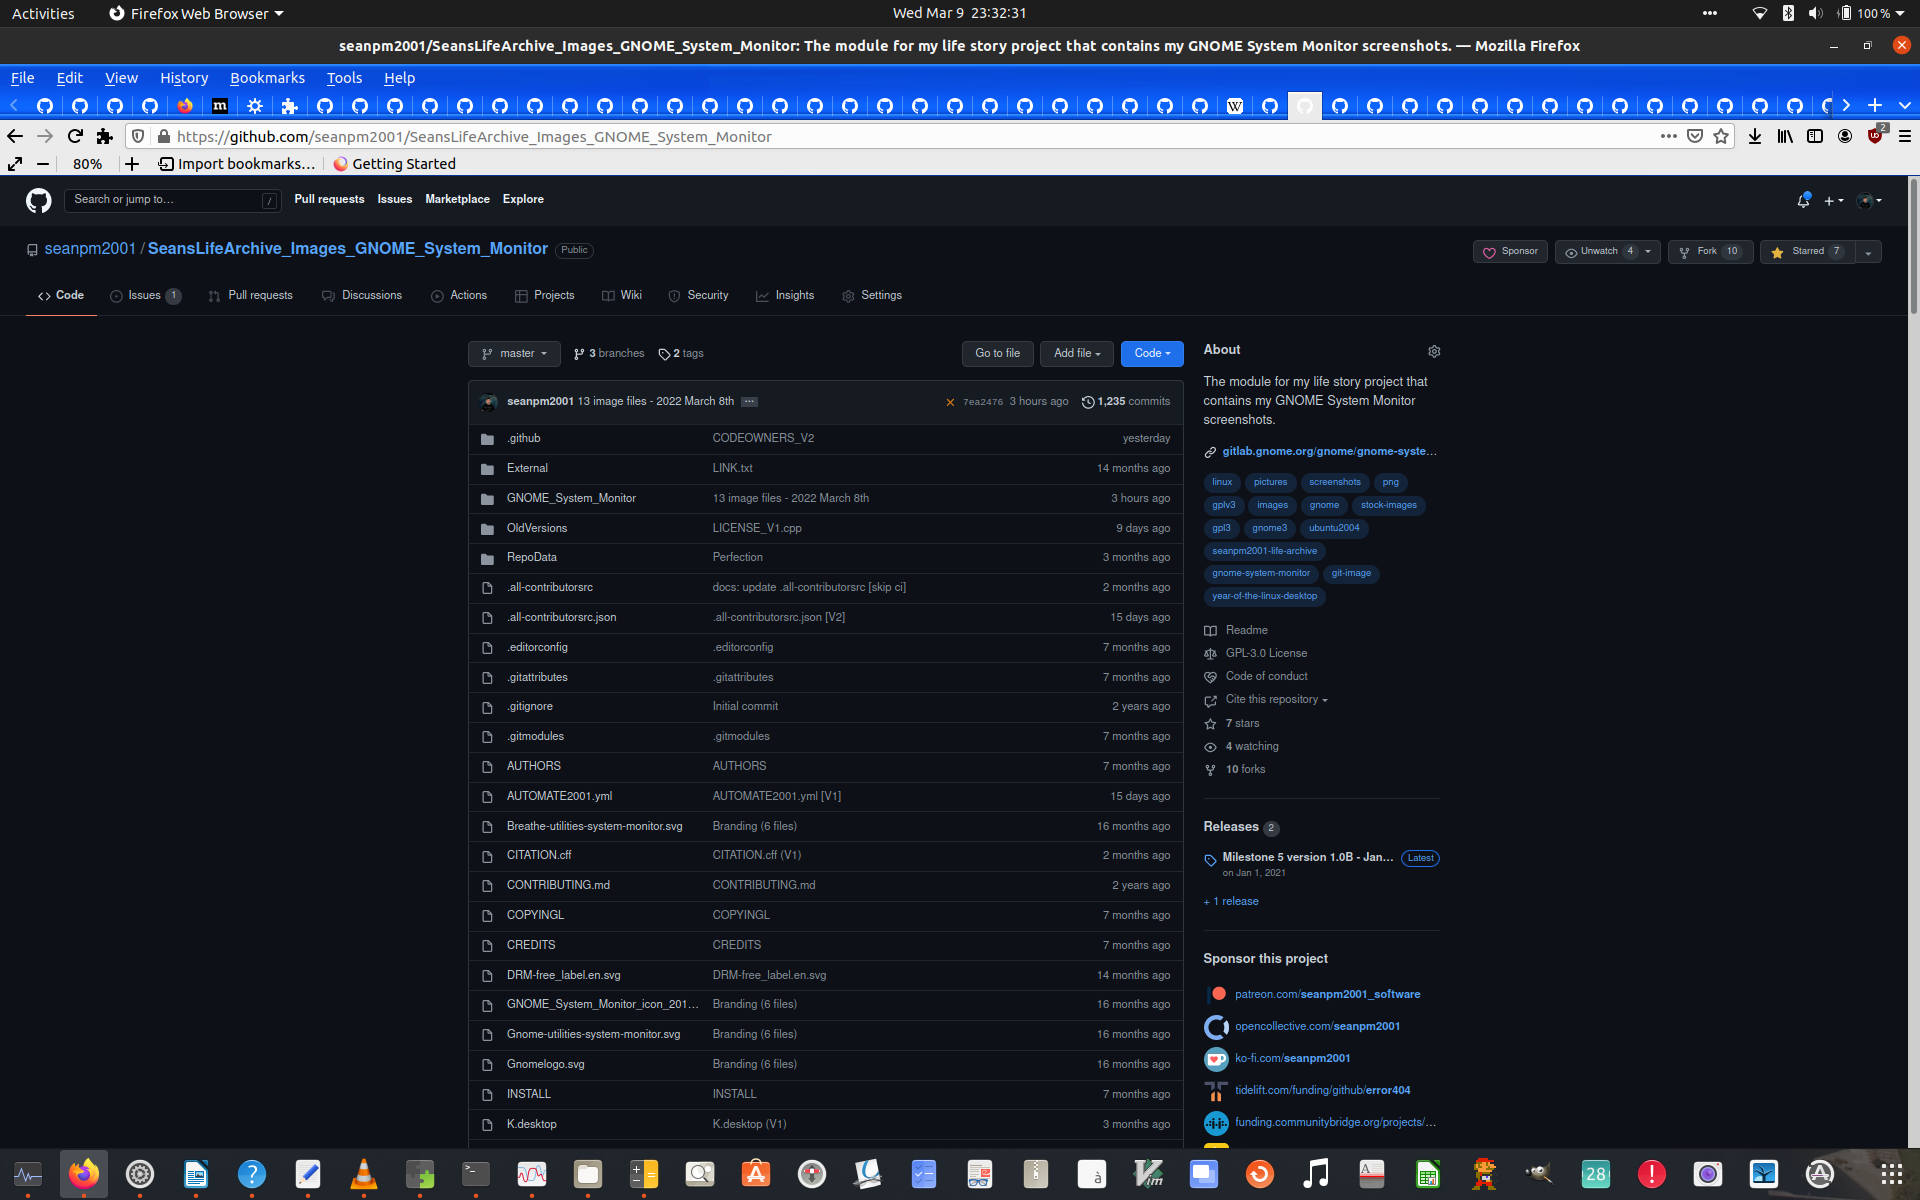 Activities Firefox Web Browser Wed Mar 9 23:32:31 100 %
seanpm2001/SeansLifeArchive_Images_GNOME_System_Monitor: The module for my life story project that contains my GNOME System Monitor screenshots. — Mozilla Firefox
File Edit View History Bookmarks Tools Help
https://github.com/seanpm2001/SeansLifeArchive_Images_GNOME_System_Monitor 2
80% Import bookmarks... Getting Started
Search or jump to... / Pull requests Issues Marketplace Explore
seanpm2001 / SeansLifeArchive_Images_GNOME_System_Monitor Public Sponsor Unwatch 4 Fork 10 Starred 7
Code Issues 1 Pull requests Discussions Actions Projects Wiki Security Insights Settings
master 3 branches 2 tags Go to file Add file Code
seanpm2001 13 image files - 2022 March 8th 7ea2476 3 hours ago 1,235 commits
.github CODEOWNERS_V2 yesterday
External LINK.txt 14 months ago
GNOME_System_Monitor 13 image files - 2022 March 8th 3 hours ago
OldVersions LICENSE_V1.cpp 9 days ago
RepoData Perfection 3 months ago
.all-contributorsrc docs: update .all-contributorsrc [skip ci] 2 months ago
.all-contributorsrc.json .all-contributorsrc.json [V2] 15 days ago
.editorconfig .editorconfig 7 months ago
.gitattributes .gitattributes 7 months ago
.gitignore Initial commit 2 years ago
.gitmodules .gitmodules 7 months ago
AUTHORS AUTHORS 7 months ago
AUTOMATE2001.yml AUTOMATE2001.yml [V1] 15 days ago
Breathe-utilities-system-monitor.svg Branding (6 files) 16 months ago
CITATION.cff CITATION.cff (V1) 2 months ago
CONTRIBUTING.md CONTRIBUTING.md 2 years ago
COPYINGL COPYINGL 7 months ago
CREDITS CREDITS 7 months ago
DRM-free_label.en.svg DRM-free_label.en.svg 14 months ago
GNOME_System_Monitor_icon_201... Branding (6 files) 16 months ago
Gnome-utilities-system-monitor.svg Branding (6 files) 16 months ago
Gnomelogo.svg Branding (6 files) 16 months ago
INSTALL INSTALL 7 months ago
K.desktop K.desktop (V1) 3 months ago
About
The module for my life story project that
contains my GNOME System Monitor
screenshots.
gitlab.gnome.org/gnome/gnome-syste...
linux pictures screenshots png
gplv3 images gnome stock-images
gpl3 gnome3 ubuntu2004
seanpm2001-life-archive
gnome-system-monitor git-image
year-of-the-linux-desktop
Readme
GPL-3.0 License
Code of conduct
Cite this repository
7 stars
4 watching
10 forks
Releases 2
Milestone 5 version 1.0B - Jan... Latest
on Jan 1, 2021
+ 1 release
Sponsor this project
patreon.com/seanpm2001_software
opencollective.com/seanpm2001
ko-fi.com/seanpm2001
tidelift.com/funding/github/error404
funding.communitybridge.org/projects/...
28